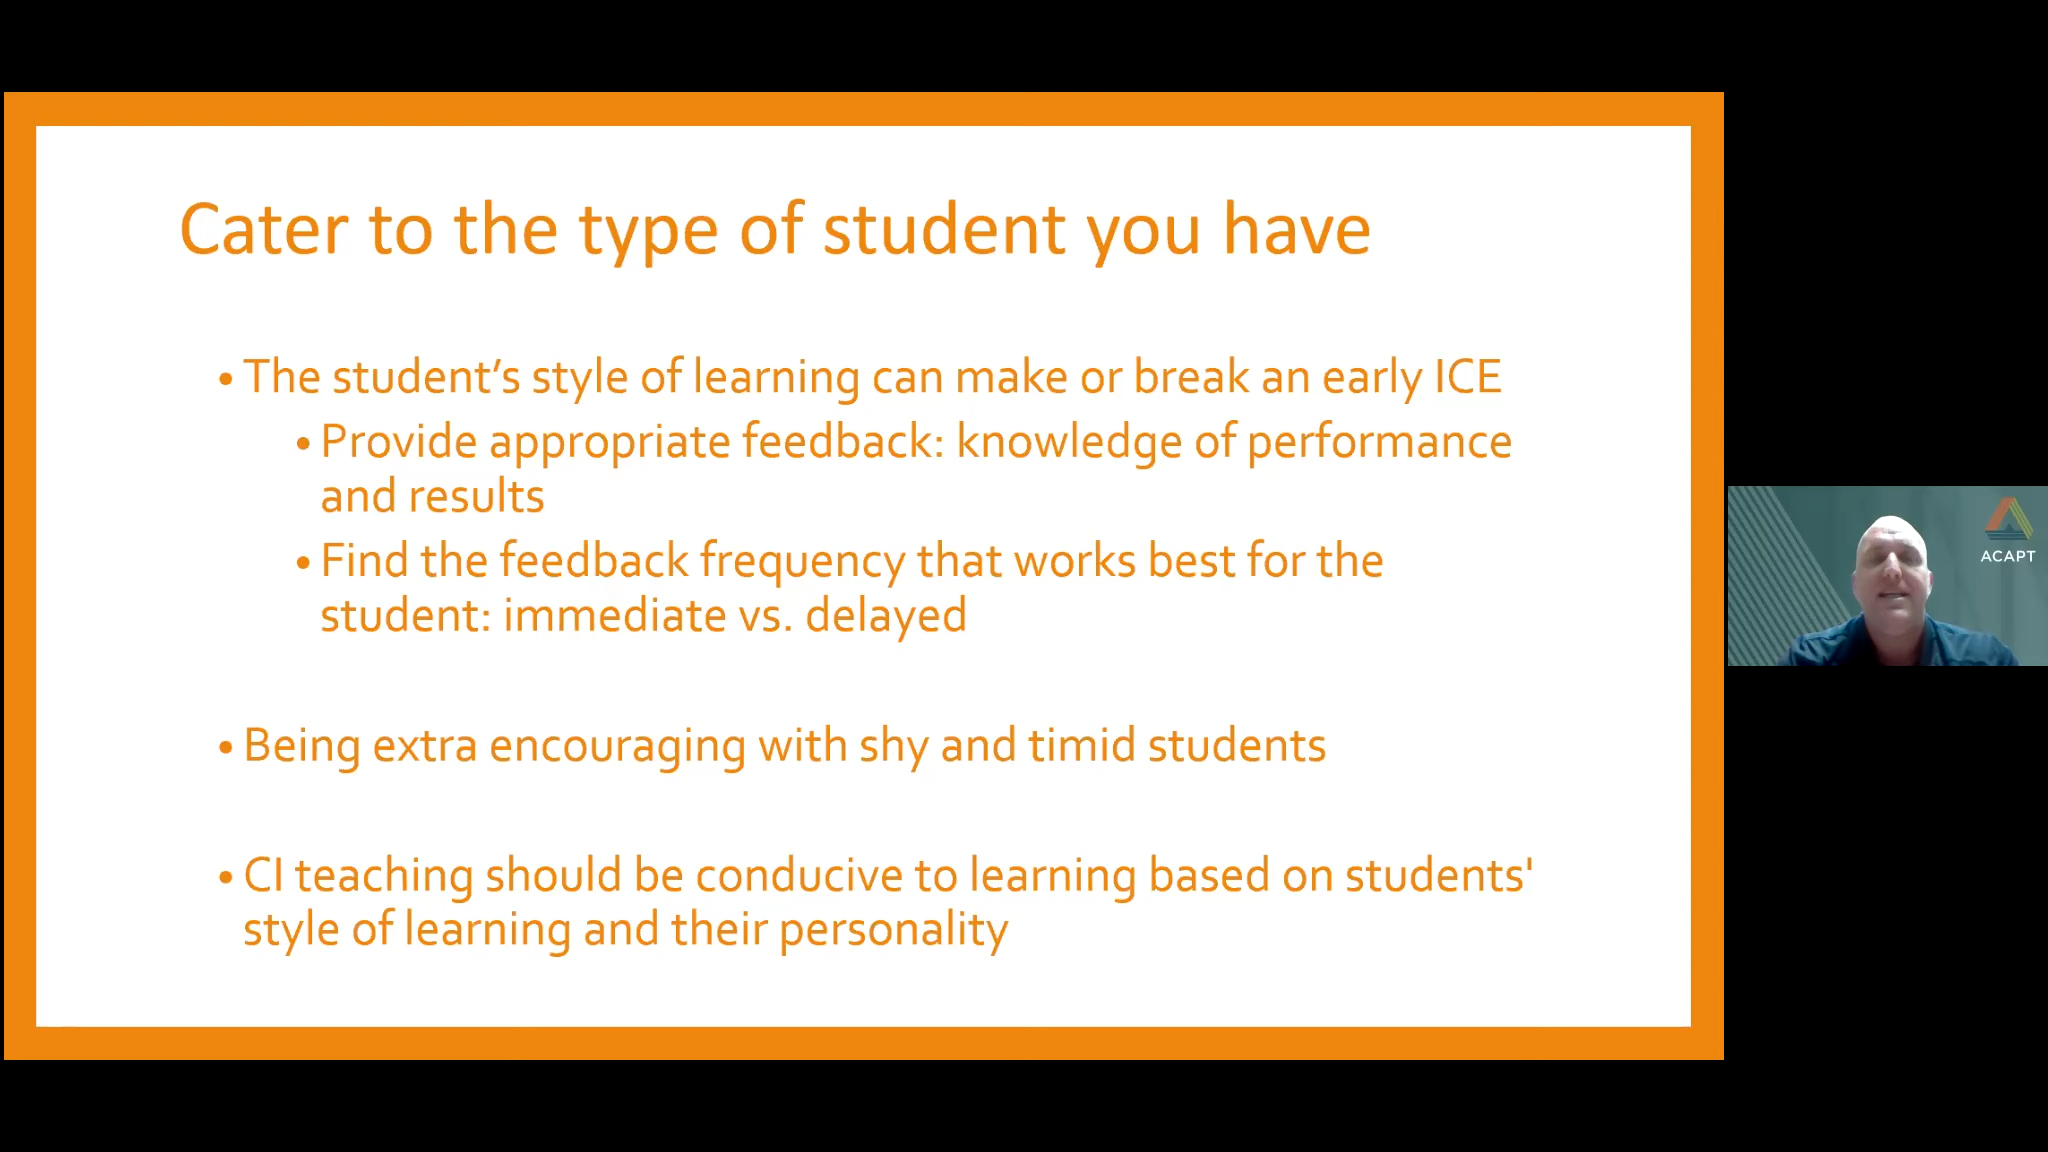 Cater to the type of student you have
• The student’s style of learning can make or break an early ICE
• Provide appropriate feedback: knowledge of performance
and results
• Find the feedback frequency that works best for the
student: immediate vs. delayed
• Being extra encouraging with shy and timid students
• CI teaching should be conducive to learning based on students'
style of learning and their personality
ACAPT